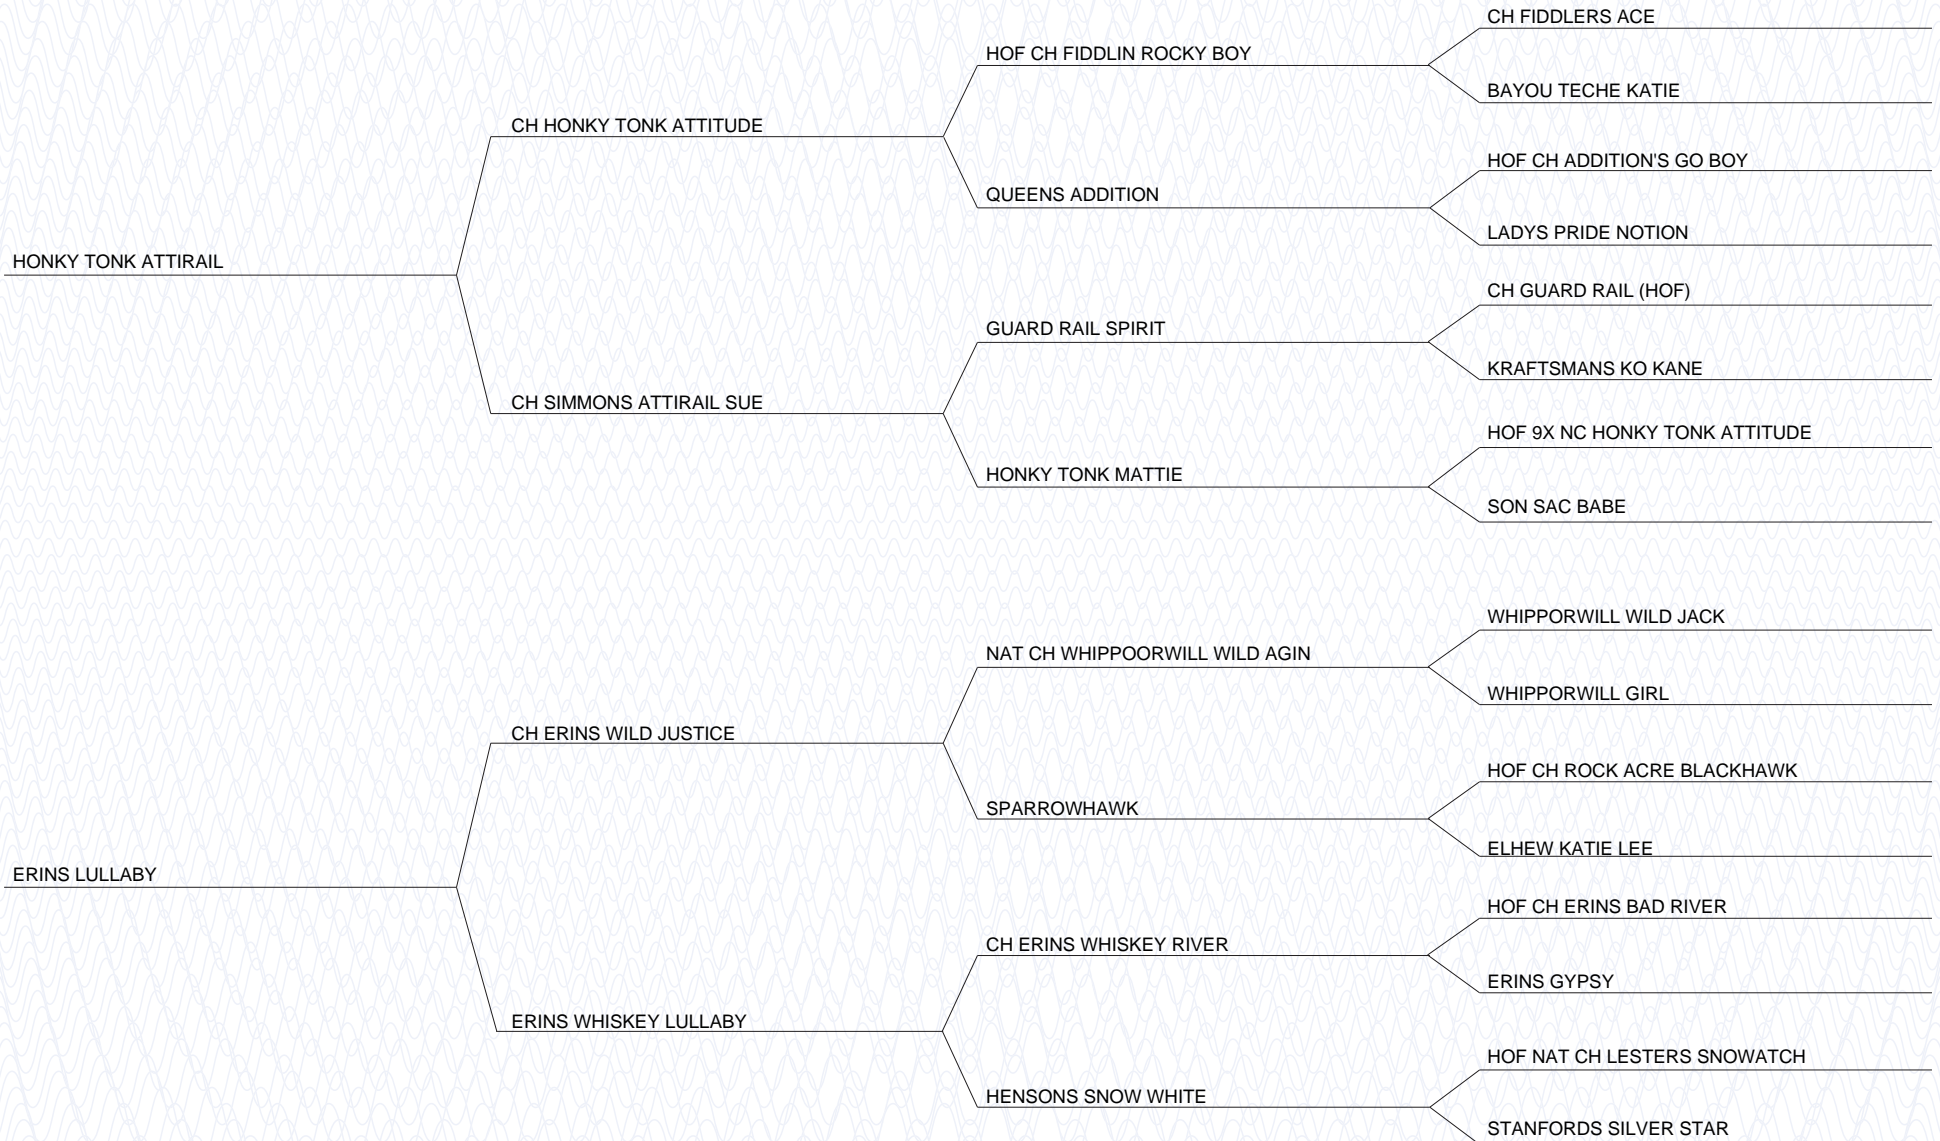 CH FIDDLERS ACE
HOF CH FIDDLIN ROCKY BOY
BAYOU TECHE KATIE
CH HONKY TONK ATTITUDE
HOF CH ADDITION'S GO BOY
QUEENS ADDITION
LADYS PRIDE NOTION
HONKY TONK ATTIRAIL
CH GUARD RAIL (HOF)
GUARD RAIL SPIRIT
KRAFTSMANS KO KANE
CH SIMMONS ATTIRAIL SUE
HOF 9X NC HONKY TONK ATTITUDE
HONKY TONK MATTIE
SON SAC BABE
WHIPPORWILL WILD JACK
NAT CH WHIPPOORWILL WILD AGIN
WHIPPORWILL GIRL
CH ERINS WILD JUSTICE
HOF CH ROCK ACRE BLACKHAWK
SPARROWHAWK
ELHEW KATIE LEE
ERINS LULLABY
HOF CH ERINS BAD RIVER
CH ERINS WHISKEY RIVER
ERINS GYPSY
ERINS WHISKEY LULLABY
HOF NAT CH LESTERS SNOWATCH
HENSONS SNOW WHITE
STANFORDS SILVER STAR